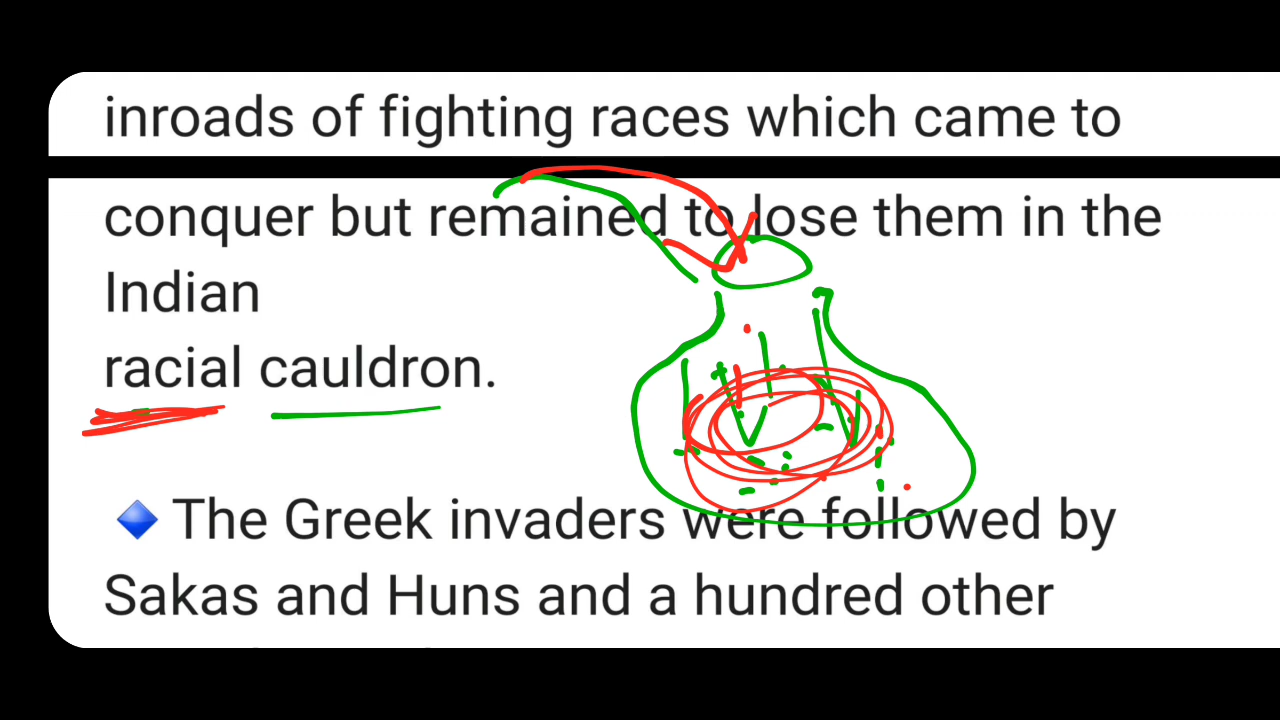 inroads of fighting races which came to
conquer but remained to lose them in the
Indian
racial cauldron.
The Greek invaders were followed by
Sakas and Huns and a hundred other